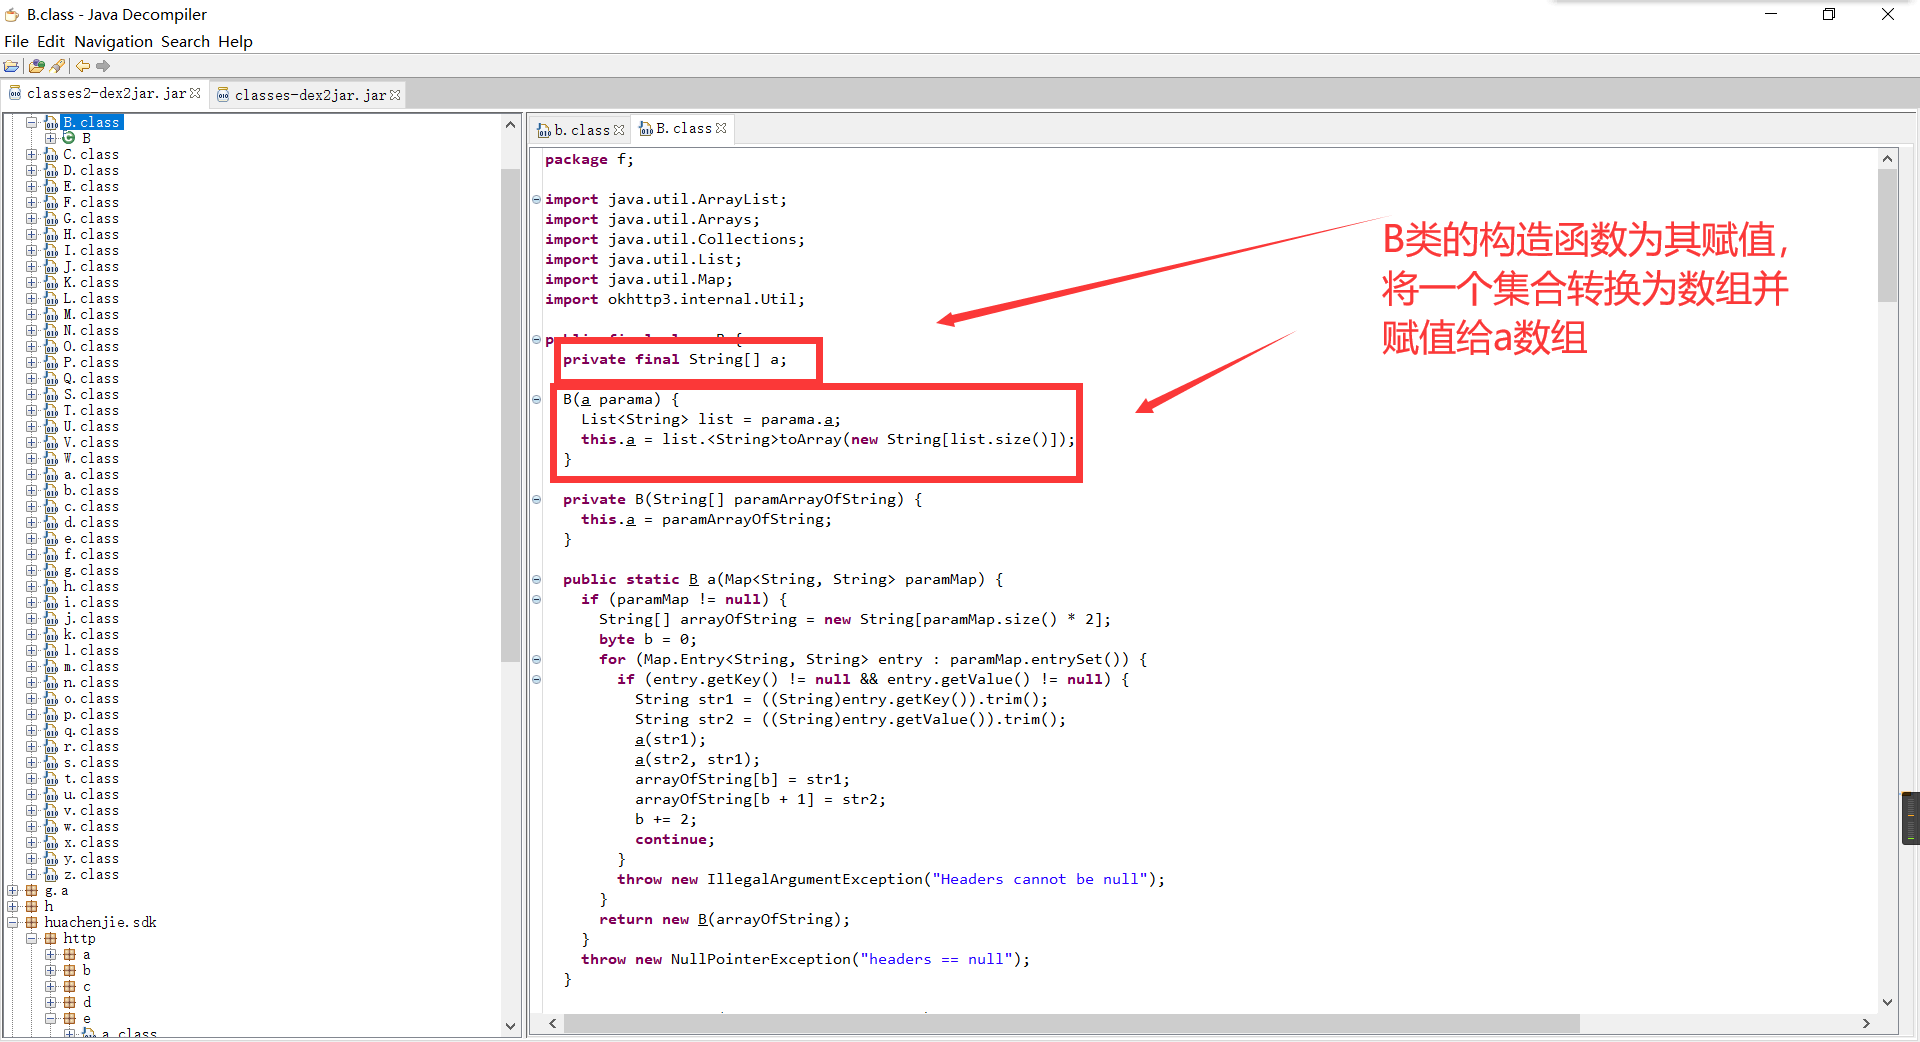 B.class - Java Decompiler
File Edit Navigation Search Help
classes2-dex2jar.jar
classes-dex2jar.jar
B.class
B
C.class
D.class
E.class
F.class
G.class
H.class
I.class
J.class
K.class
L.class
M.class
N.class
O.class
P.class
Q.class
S.class
T.class
U.class
V.class
W.class
a.class
b.class
c.class
d.class
e.class
f.class
g.class
h.class
i.class
j.class
k.class
l.class
m.class
n.class
o.class
p.class
q.class
r.class
s.class
t.class
u.class
v.class
w.class
x.class
y.class
z.class
g.a
h
huachenjie.sdk
http
a
b
c
d
e
a.class
b.class
B.class
package f;
import java.util.ArrayList;
import java.util.Arrays;
import java.util.Collections;
import java.util.List;
import java.util.Map;
import okhttp3.internal.Util;
public final class B {
private final String[] a;
B(a parama) {
List<String> list = parama.a;
this.a = list.<String>toArray(new String[list.size()]);
}
private B(String[] paramArrayOfString) {
this.a = paramArrayOfString;
}
public static B a(Map<String, String> paramMap) {
if (paramMap != null) {
String[] arrayOfString = new String[paramMap.size() * 2];
byte b = 0;
for (Map.Entry<String, String> entry : paramMap.entrySet()) {
if (entry.getKey() != null && entry.getValue() != null) {
String str1 = ((String)entry.getKey()).trim();
String str2 = ((String)entry.getValue()).trim();
a(str1);
a(str2, str1);
arrayOfString[b] = str1;
arrayOfString[b + 1] = str2;
b += 2;
continue;
}
throw new IllegalArgumentException("Headers cannot be null");
}
return new B(arrayOfString);
}
throw new NullPointerException("headers == null");
}
B类的构造函数为其赋值，
将一个集合转换为数组并
赋值给a数组